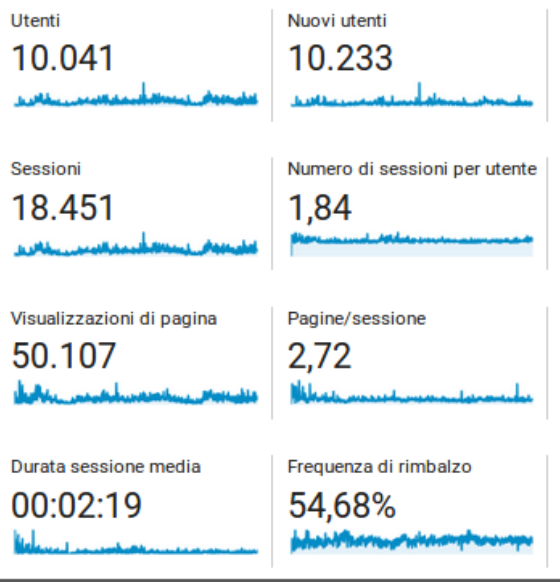 Utenti
10.041
Nuovi utenti
10.233
Sessioni
18.451
Numero di sessioni per utente
1,84
Visualizzazioni di pagina
50.107
Pagine/sessione
2,72
Durata sessione media
00:02:19
Frequenza di rimbalzo
54,68%